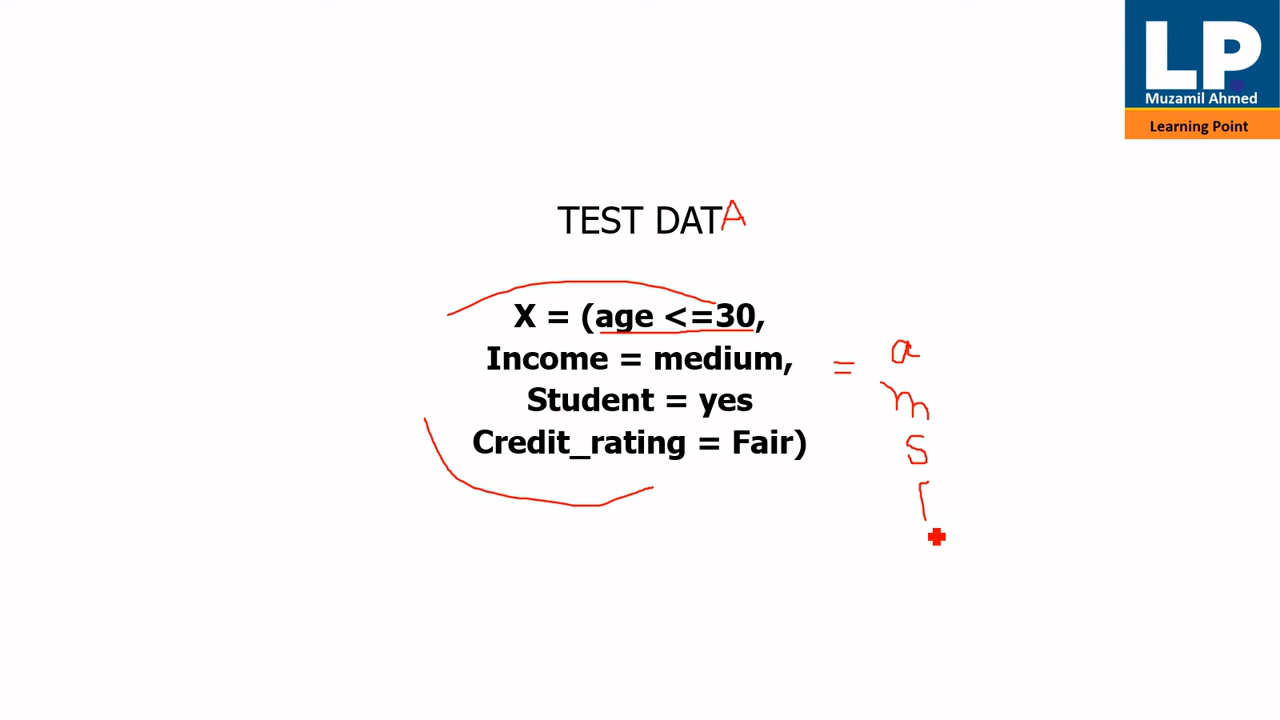 LP.
Muzamil Ahmed
Learning Point
TEST DATA
X = (age <=30,
Income = medium,
Student = yes
Credit_rating = Fair)
= a
m
s